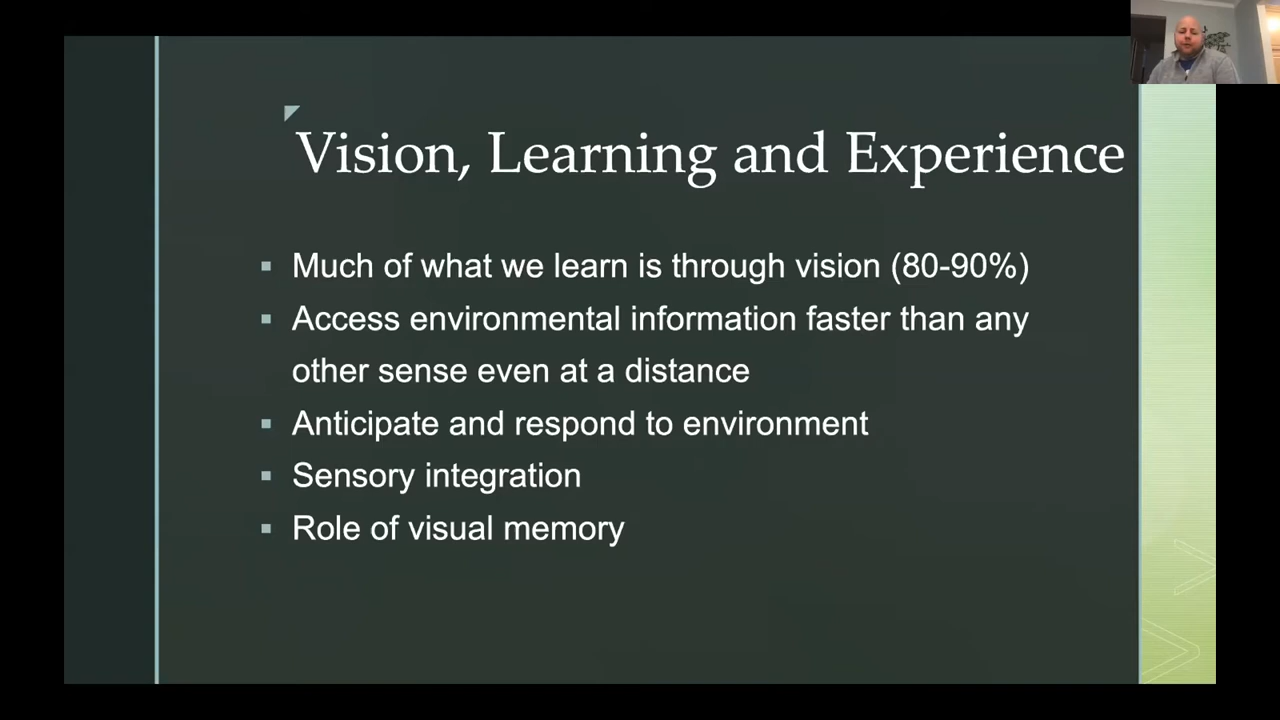 Vision, Learning and Experience
▪ Much of what we learn is through vision (80-90%)
▪ Access environmental information faster than any
other sense even at a distance
▪ Anticipate and respond to environment
▪ Sensory integration
▪ Role of visual memory